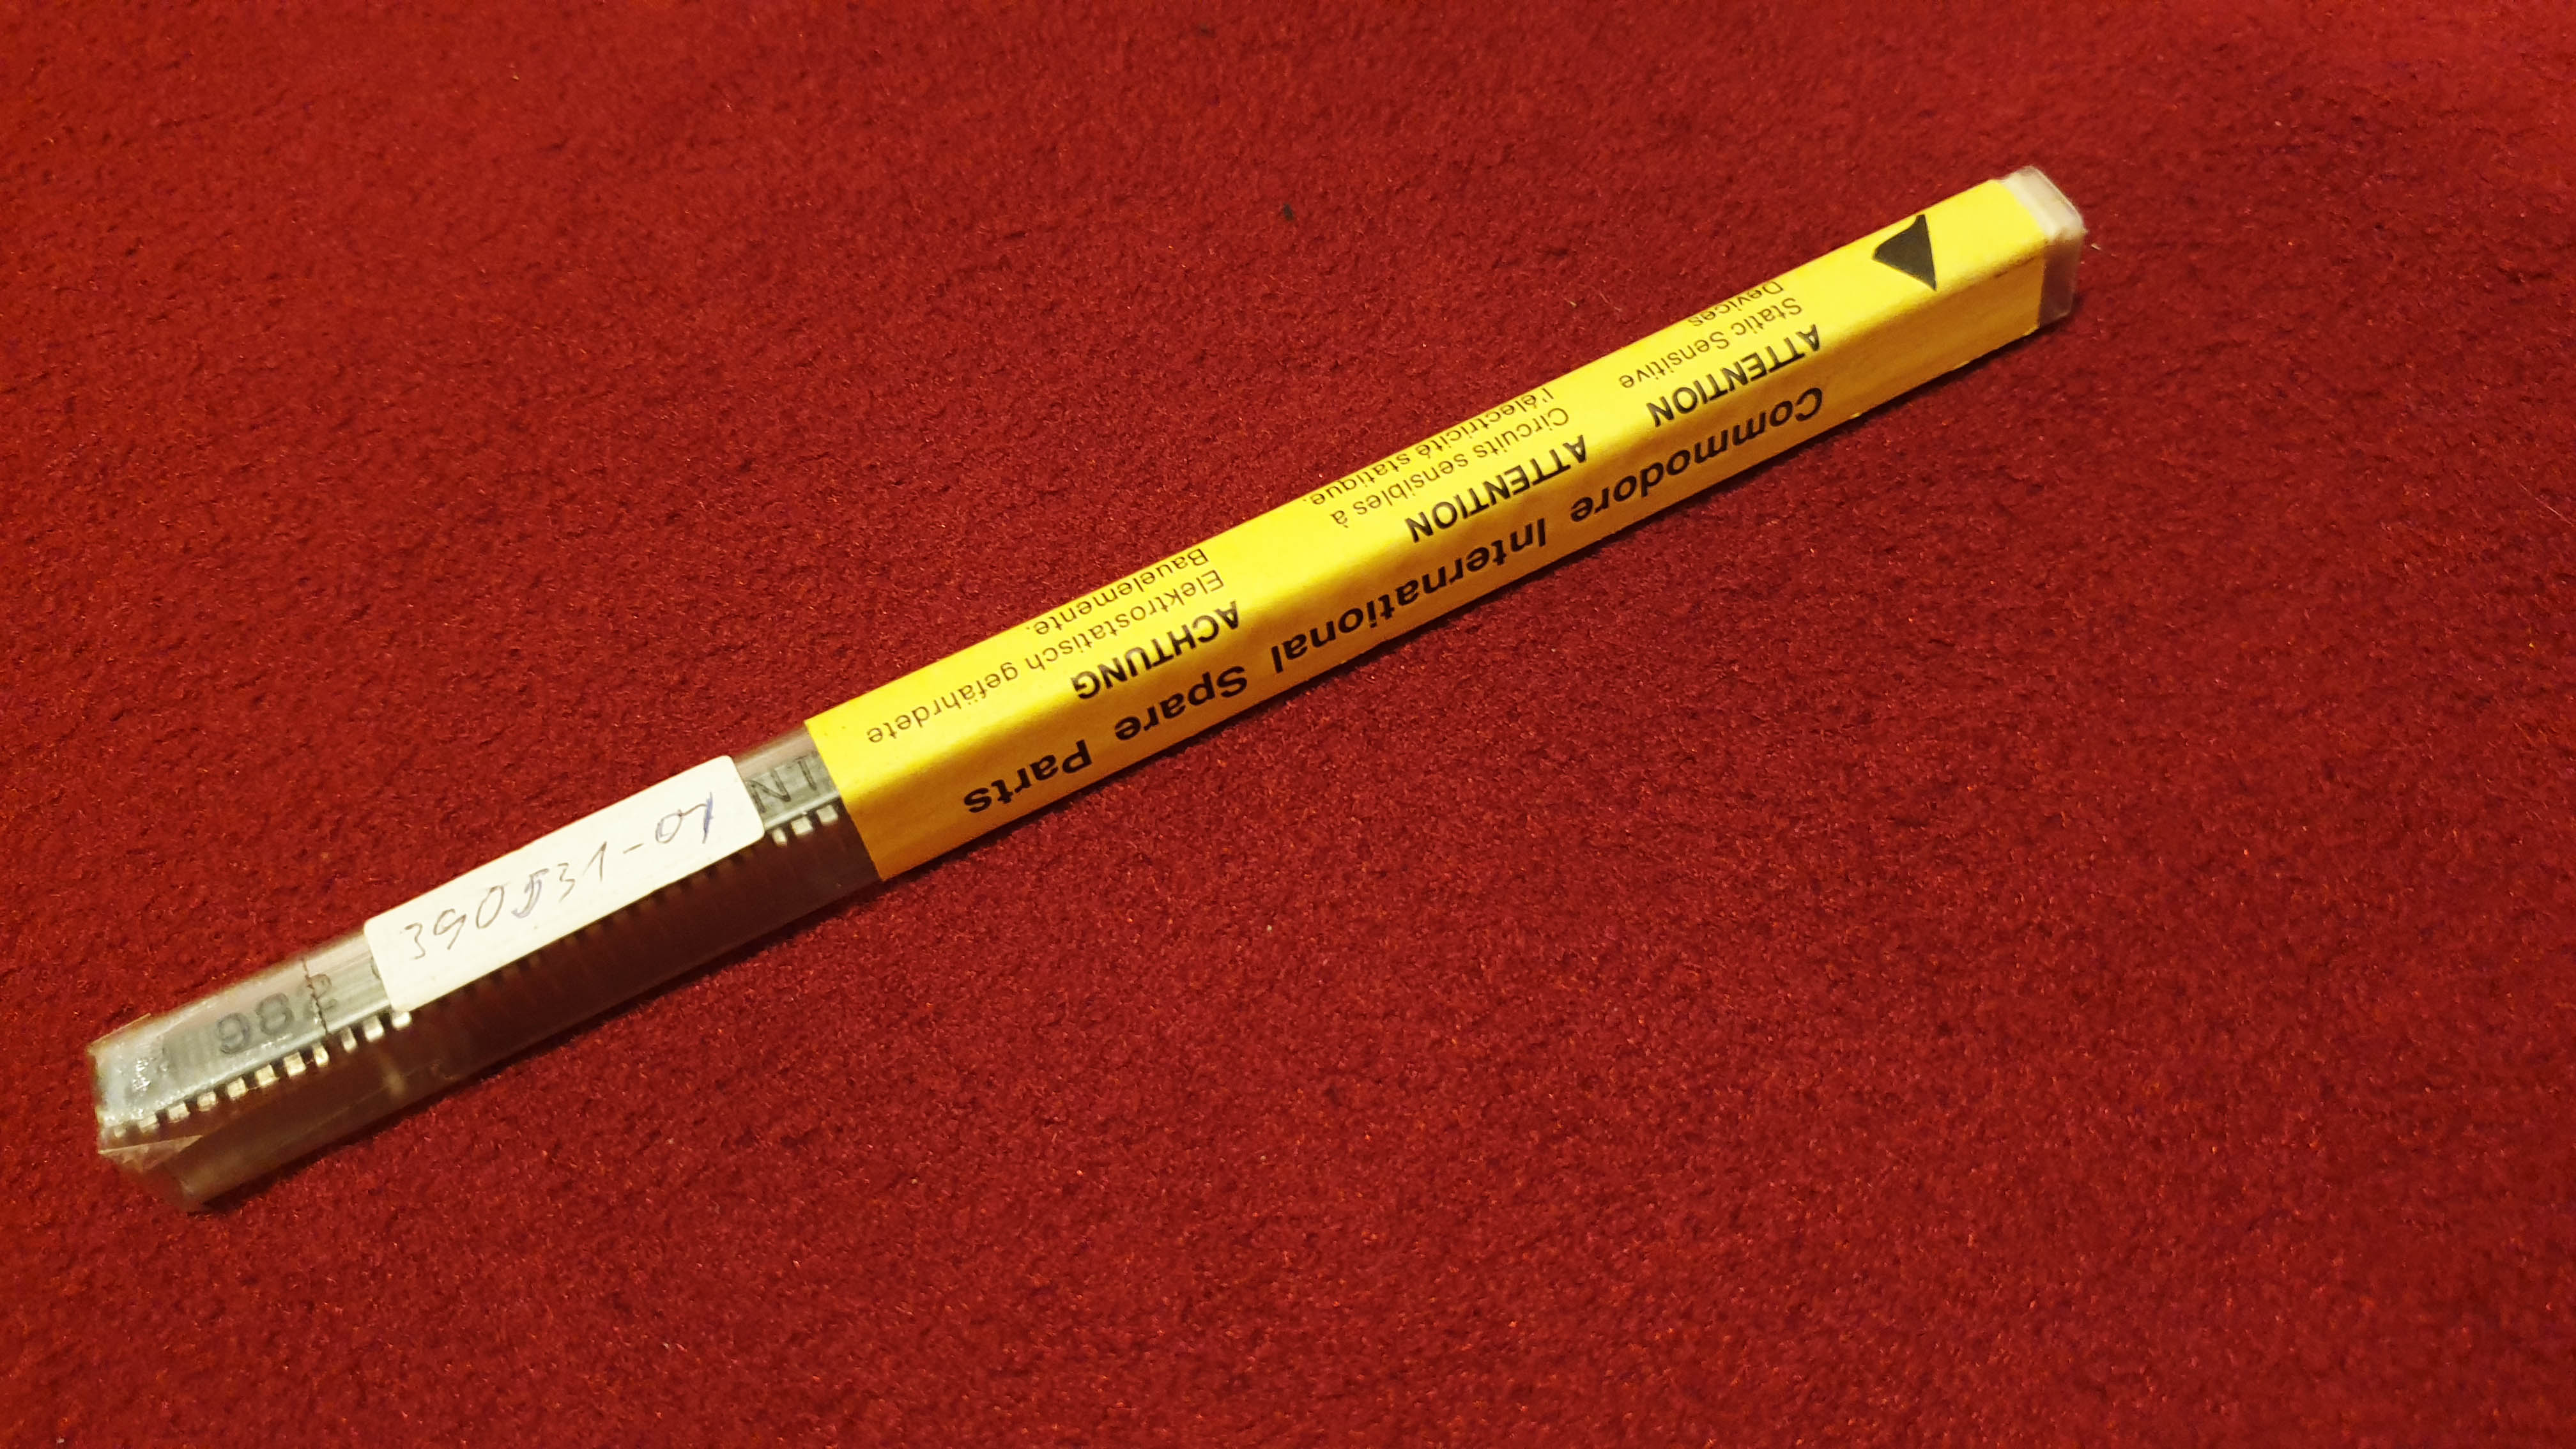 Commodore International Spare Parts
ATTENTION
Static Sensitive
Devices
ATTENTION
Circuits sensibles à
l'électricité statique.
ACHTUNG
Elektrostatisch gefährdete
Bauelemente.
390531-01